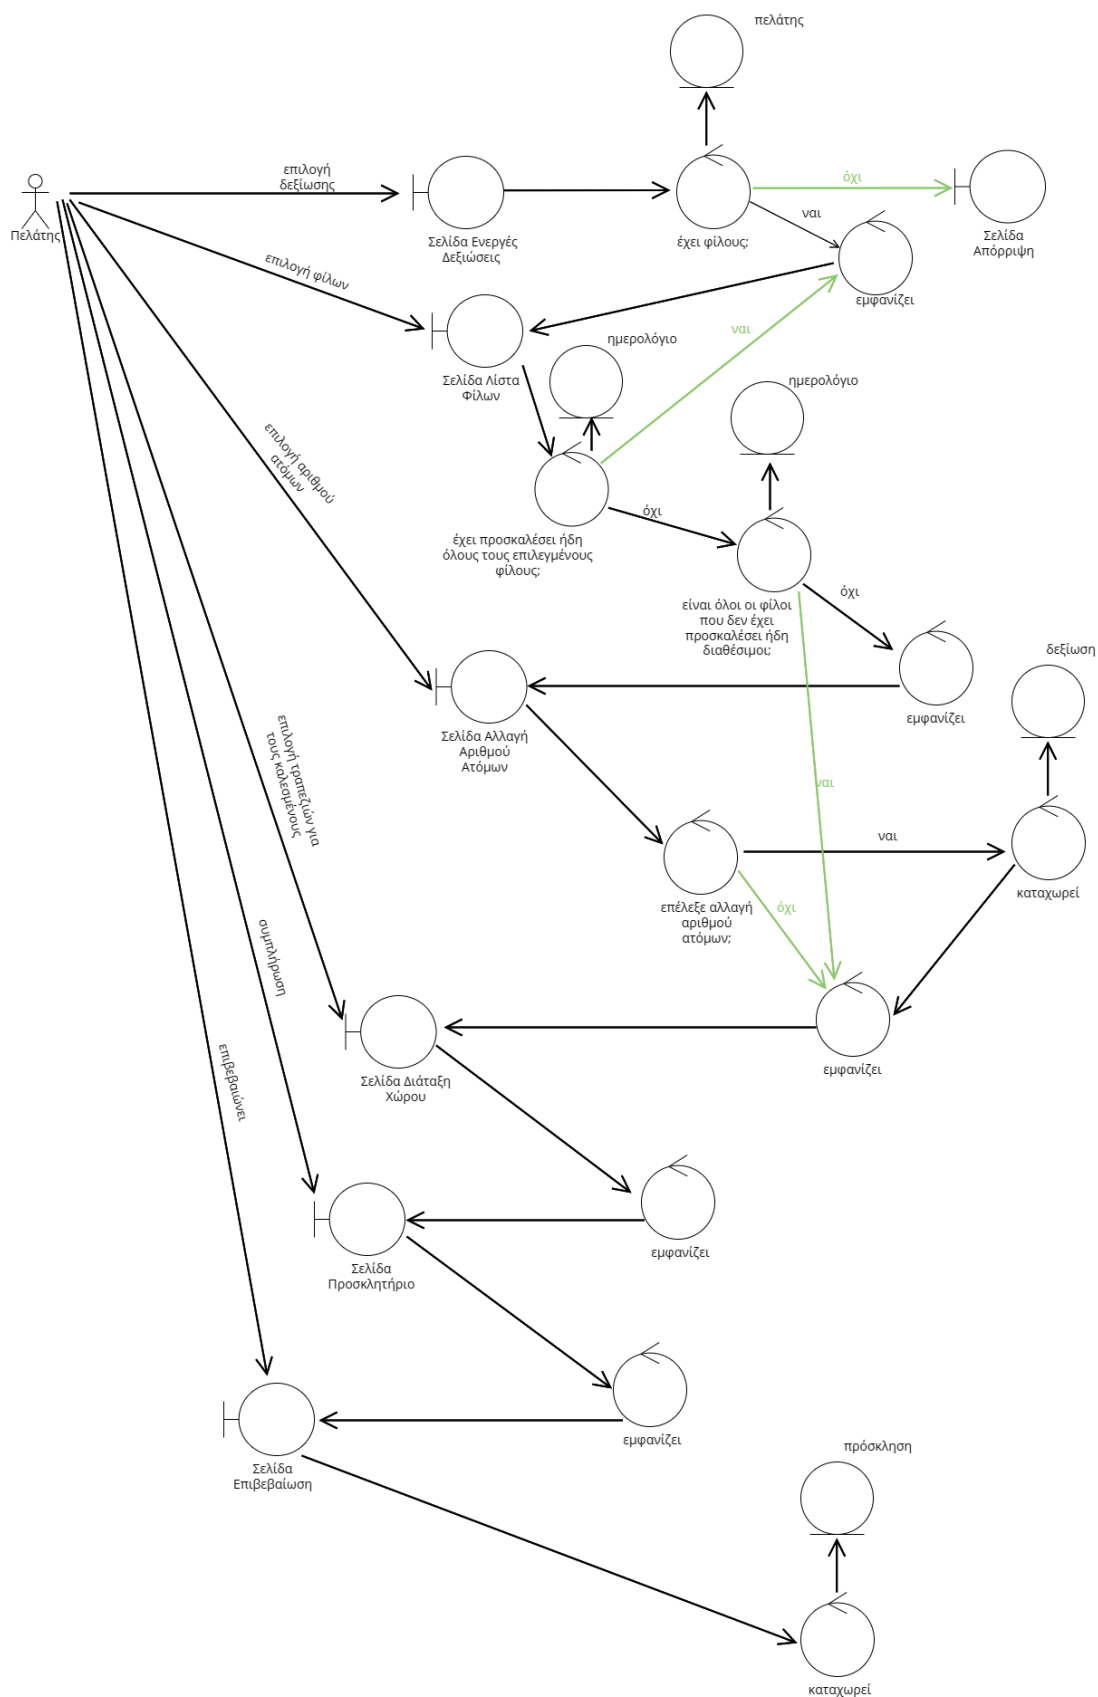 πελάτης
επιλογή
δεξίωσης
όχι
ναι
Πελάτης
Σελίδα Ενεργές
Δεξιώσεις
έχει φίλους;
Σελίδα
Απόρριψη
επιλογή φίλων
εμφανίζει
ναι
ημερολόγιο
Σελίδα Λίστα
Φίλων
ημερολόγιο
επιλογή αριθμού
ατόμων
όχι
έχει προσκαλέσει ήδη
όλους τους επιλεγμένους
φίλους;
όχι
είναι όλοι οι φίλοι
που δεν έχει
προσκαλέσει ήδη
διαθέσιμοι;
δεξίωση
εμφανίζει
επιλογή τραπεζιών για
τους καλεσμένους
Σελίδα Αλλαγή
Αριθμού
Ατόμων
ναι
ναι
καταχωρεί
επέλεξε αλλαγή
αριθμού
ατόμων;
όχι
συμπλήρωση
επιβεβαιώνει
εμφανίζει
Σελίδα Διάταξη
Χώρου
εμφανίζει
Σελίδα
Προσκλητήριο
εμφανίζει
πρόσκληση
Σελίδα
Επιβεβαίωση
καταχωρεί